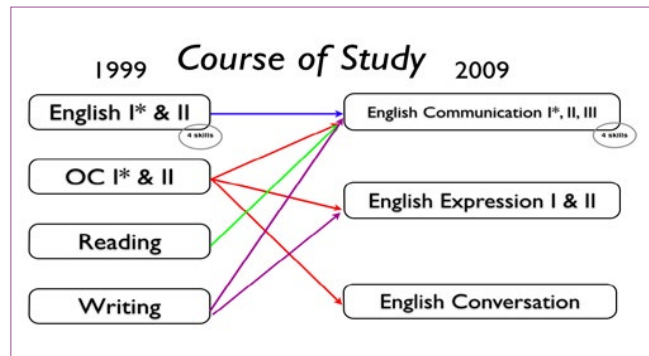 Course of Study
1999
2009
English I* & II
4 skills
English Communication I*, II, III
4 skills
OC I* & II
English Expression I & II
Reading
Writing
English Conversation